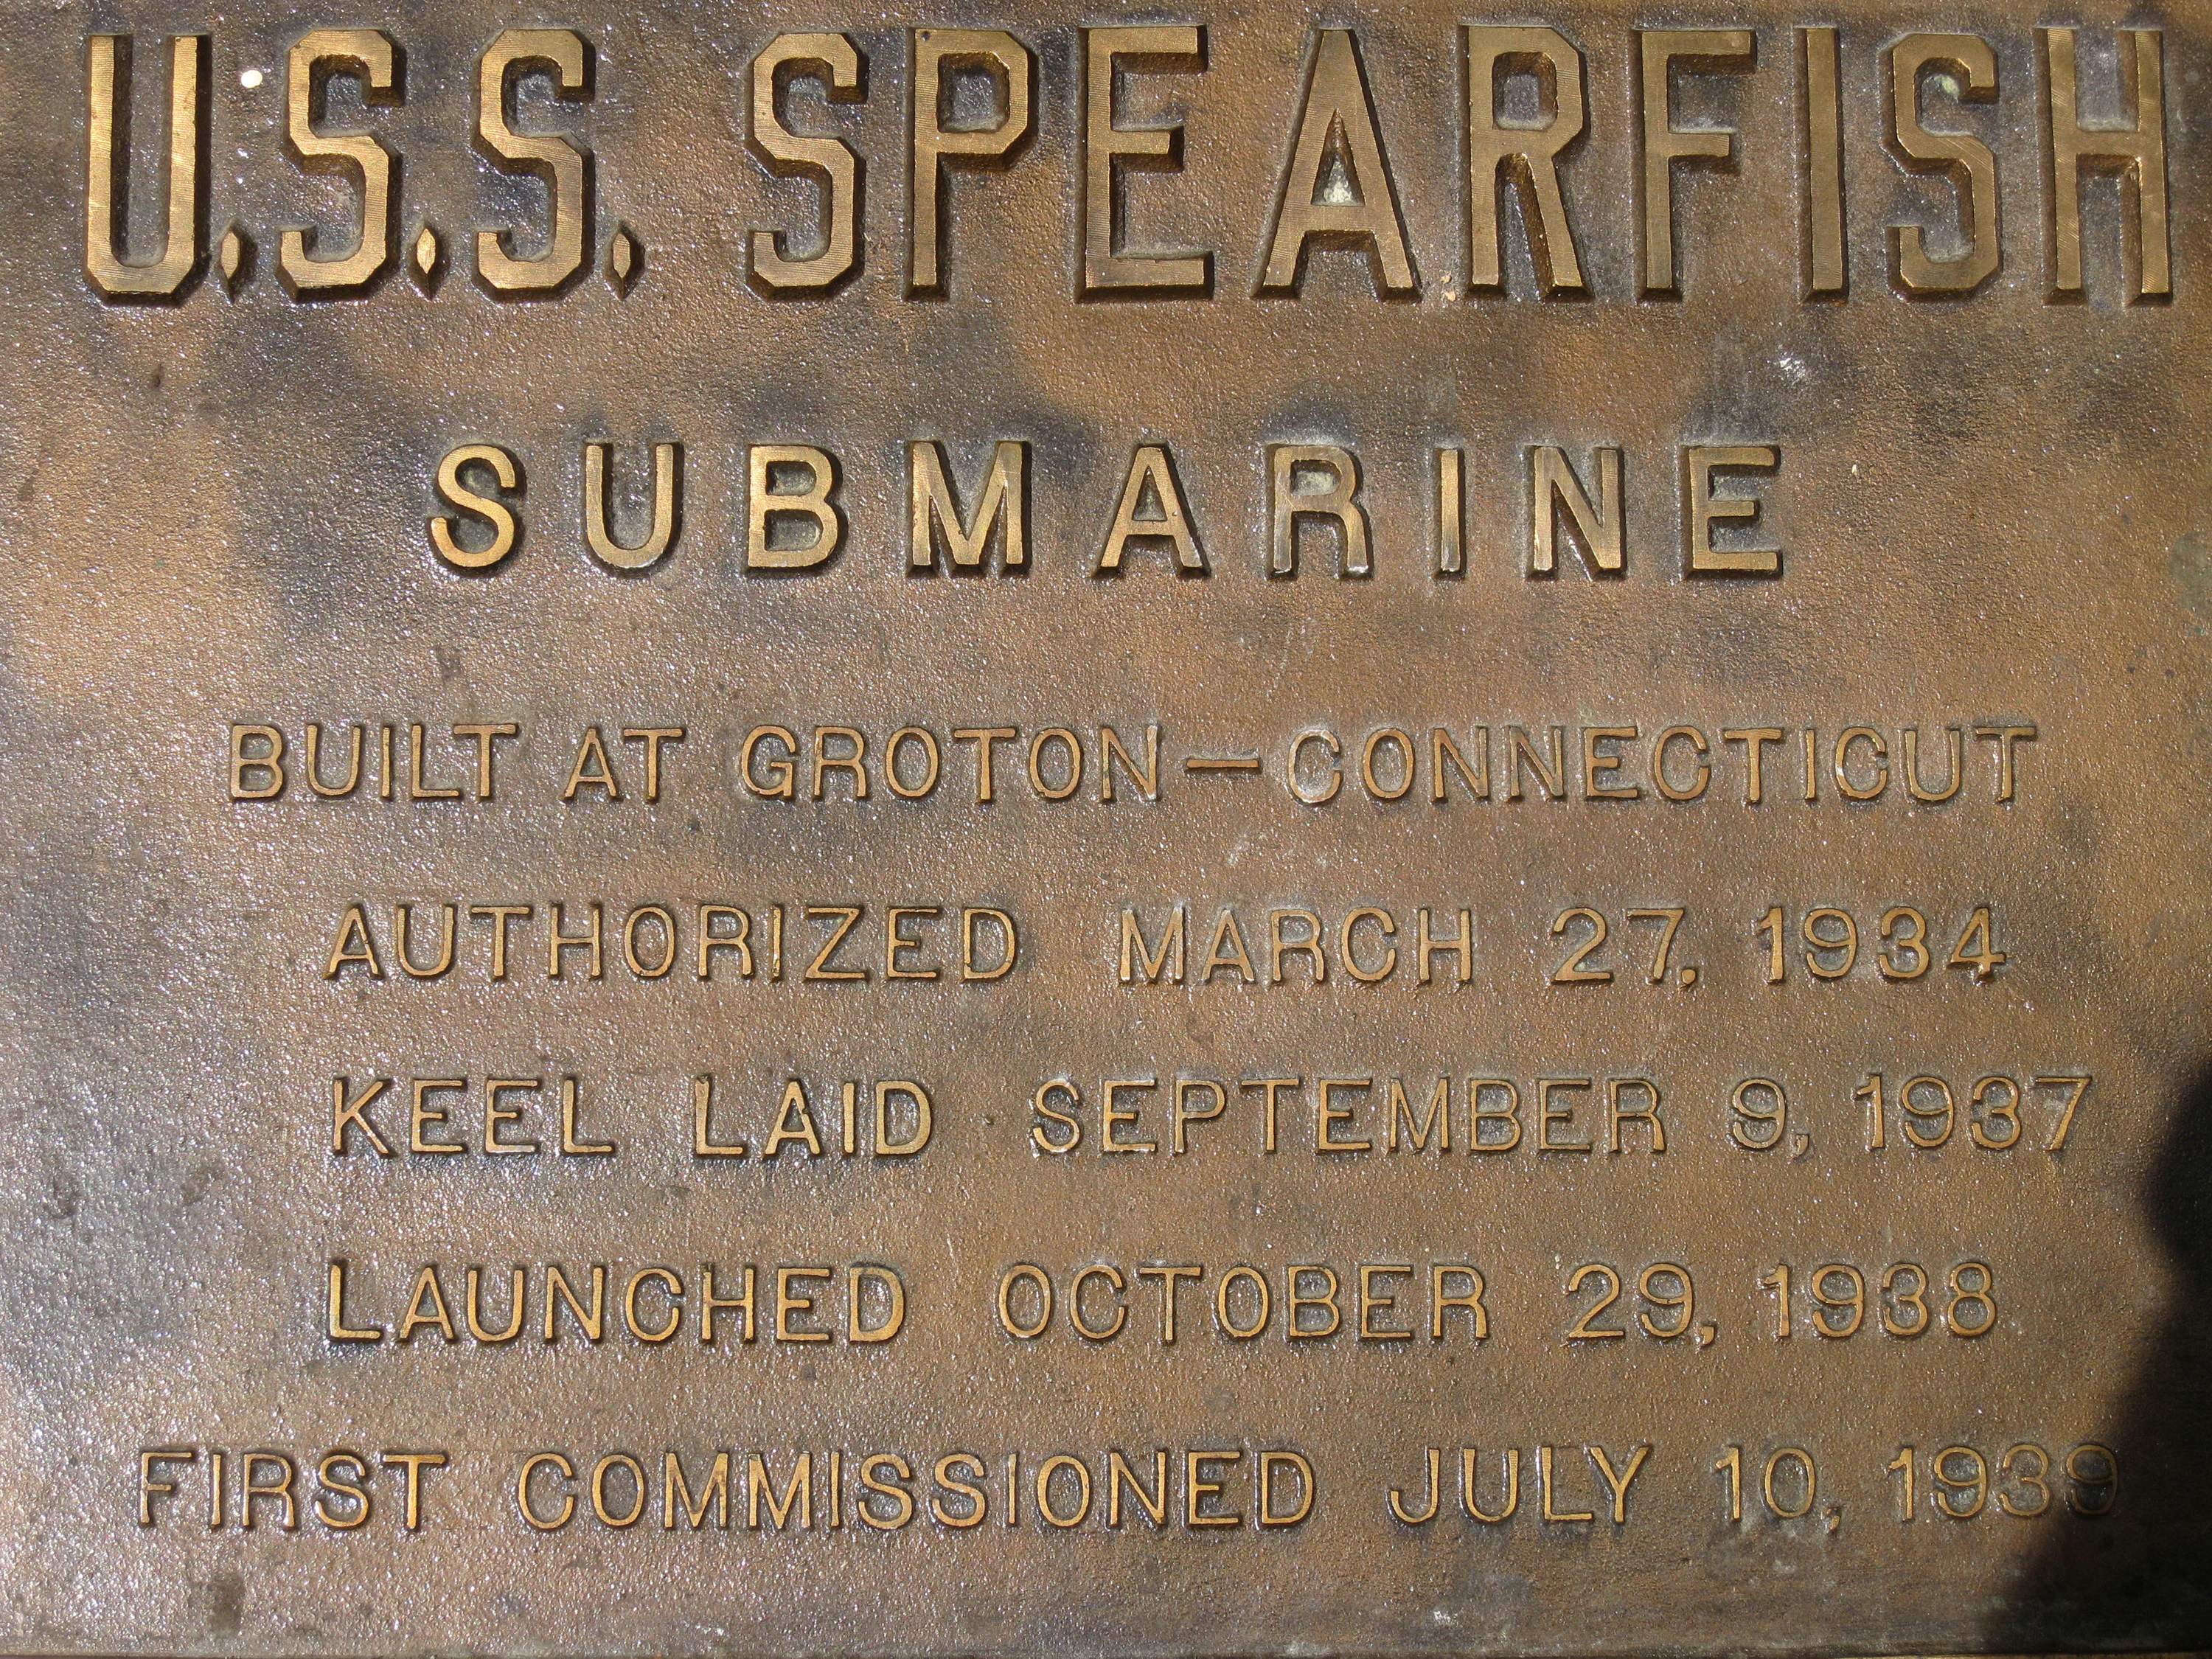 U.S.S. SPEARFISH
SUBMARINE
BUILT AT GROTON—CONNECTICUT
AUTHORIZED MARCH 27, 1934
KEEL LAID SEPTEMBER 9, 1937
LAUNCHED OCTOBER 29, 1938
FIRST COMMISSIONED JULY 10, 1939